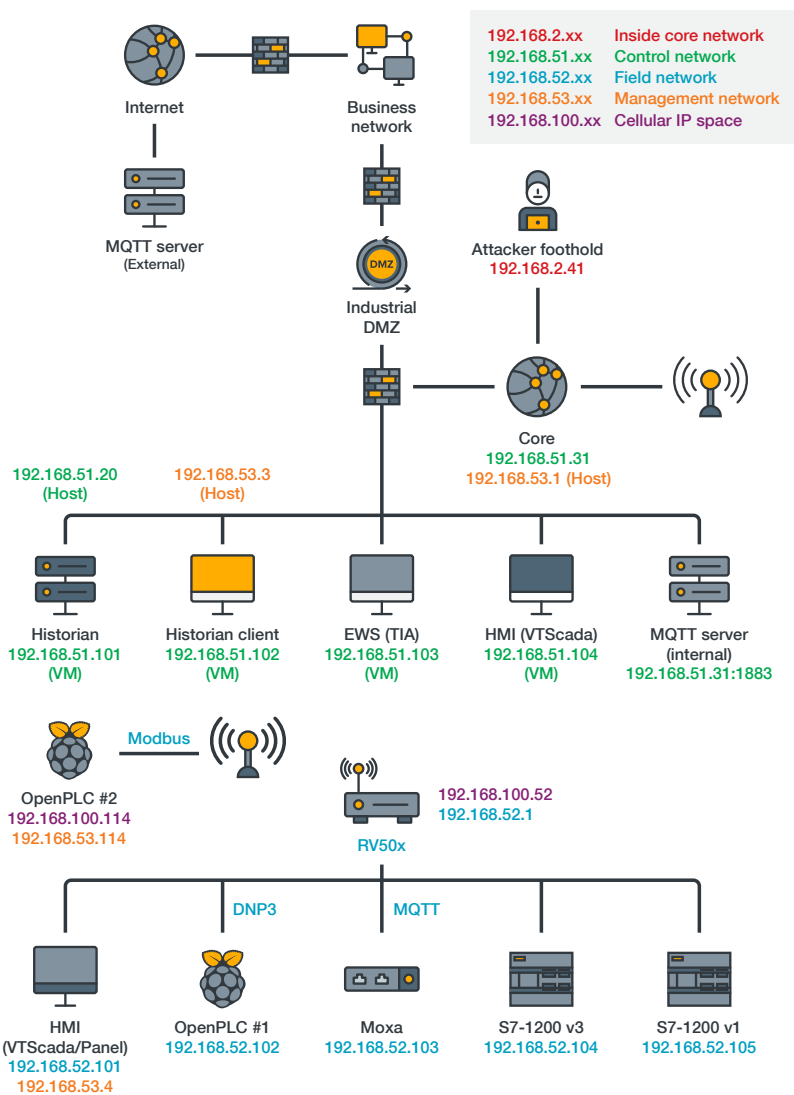 192.168.2.xx Inside core network
192.168.51.xx Control network
192.168.52.xx Field network
192.168.53.xx Management network
192.168.100.xx Cellular IP space
Internet
Business
network
MQTT server
(External)
DMZ
Industrial
DMZ
Attacker foothold
192.168.2.41
Core
192.168.51.31
192.168.53.1 (Host)
192.168.51.20
(Host)
192.168.53.3
(Host)
Historian
192.168.51.101
(VM)
Historian client
192.168.51.102
(VM)
EWS (TIA)
192.168.51.103
(VM)
HMI (VTScada)
192.168.51.104
(VM)
MQTT server
(internal)
192.168.51.31:1883
Modbus
OpenPLC #2
192.168.100.114
192.168.53.114
192.168.100.52
192.168.52.1
RV50x
DNP3
MQTT
HMI
(VTScada/Panel)
192.168.52.101
192.168.53.4
OpenPLC #1
192.168.52.102
Moxa
192.168.52.103
S7-1200 v3
192.168.52.104
S7-1200 v1
192.168.52.105